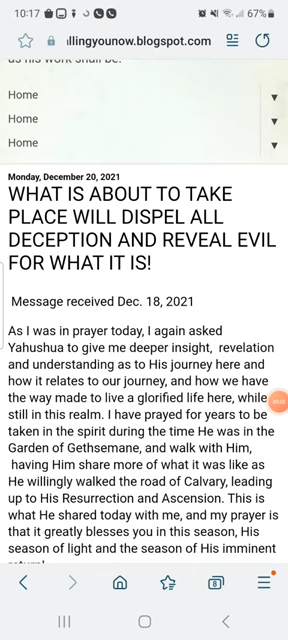 10:17
67%
llingyounow.blogspot.com
as his work shall be.
Home
Home
Home
Monday, December 20, 2021
WHAT IS ABOUT TO TAKE
PLACE WILL DISPEL ALL
DECEPTION AND REVEAL EVIL
FOR WHAT IT IS!
Message received Dec. 18, 2021
As I was in prayer today, I again asked
Yahushua to give me deeper insight, revelation
and understanding as to His journey here and
how it relates to our journey, and how we have
the way made to live a glorified life here, while
still in this realm. I have prayed for years to be
taken in the spirit during the time He was in the
Garden of Gethsemane, and walk with Him,
having Him share more of what it was like as
He willingly walked the road of Calvary, leading
up to His Resurrection and Ascension. This is
what He shared today with me, and my prayer is
that it greatly blesses you in this season, His
season of light and the season of His imminent
return!
8